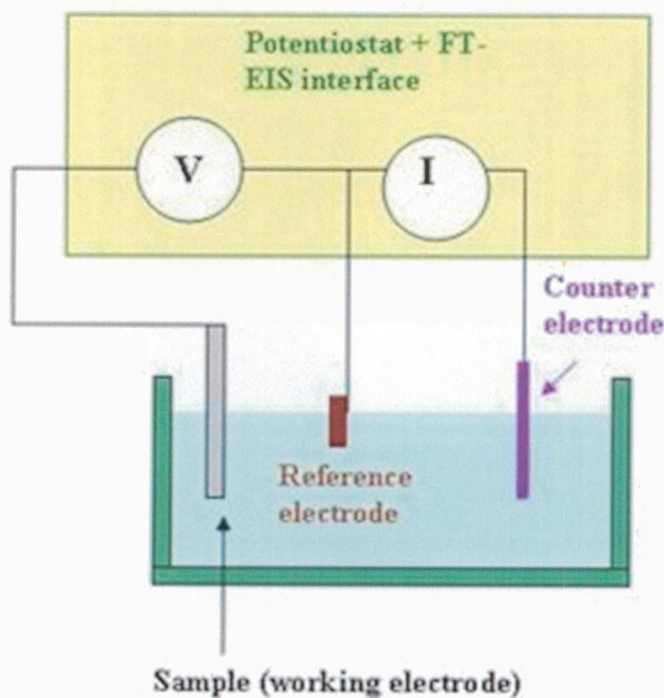 Potentiostat + FT-
EIS interface
V
I
Counter
electrode
Reference
electrode
Sample (working electrode)